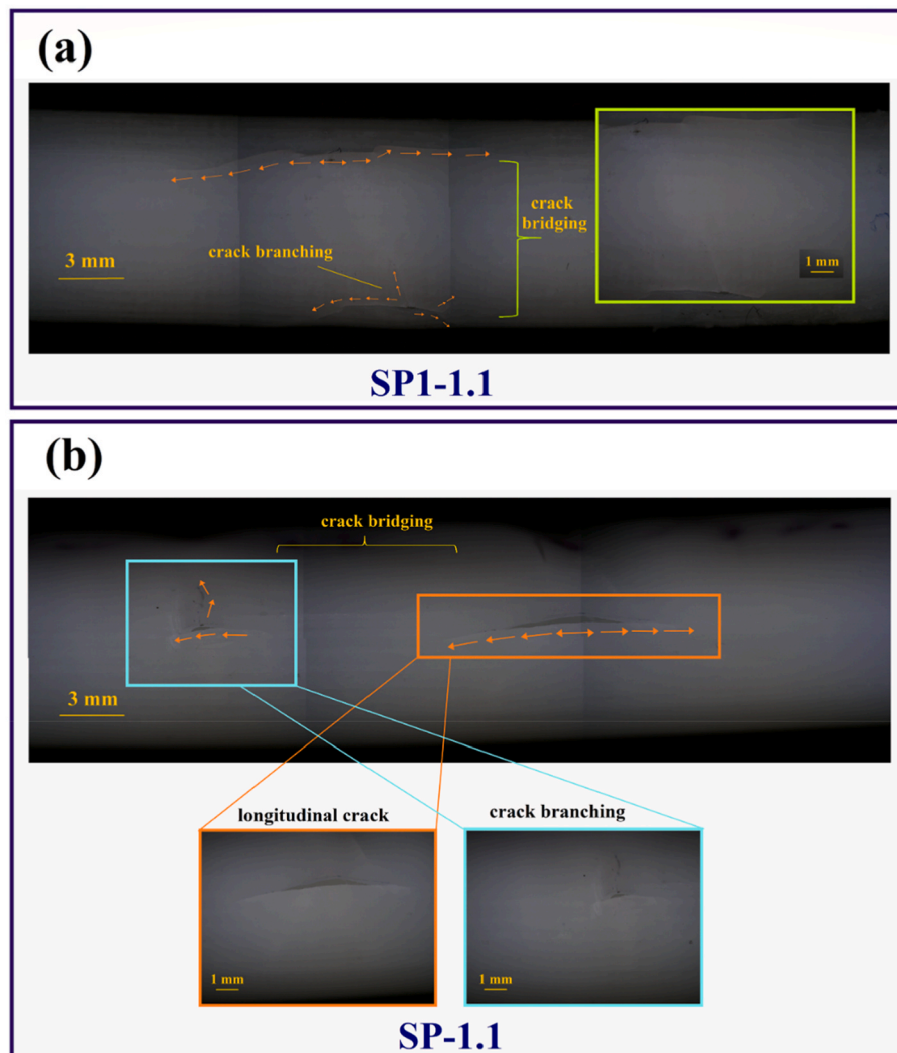 (a)
crack
bridging
crack branching
3 mm
1 mm
SP1-1.1
(b)
crack bridging
3 mm
longitudinal crack
crack branching
1 mm
1 mm
SP-1.1